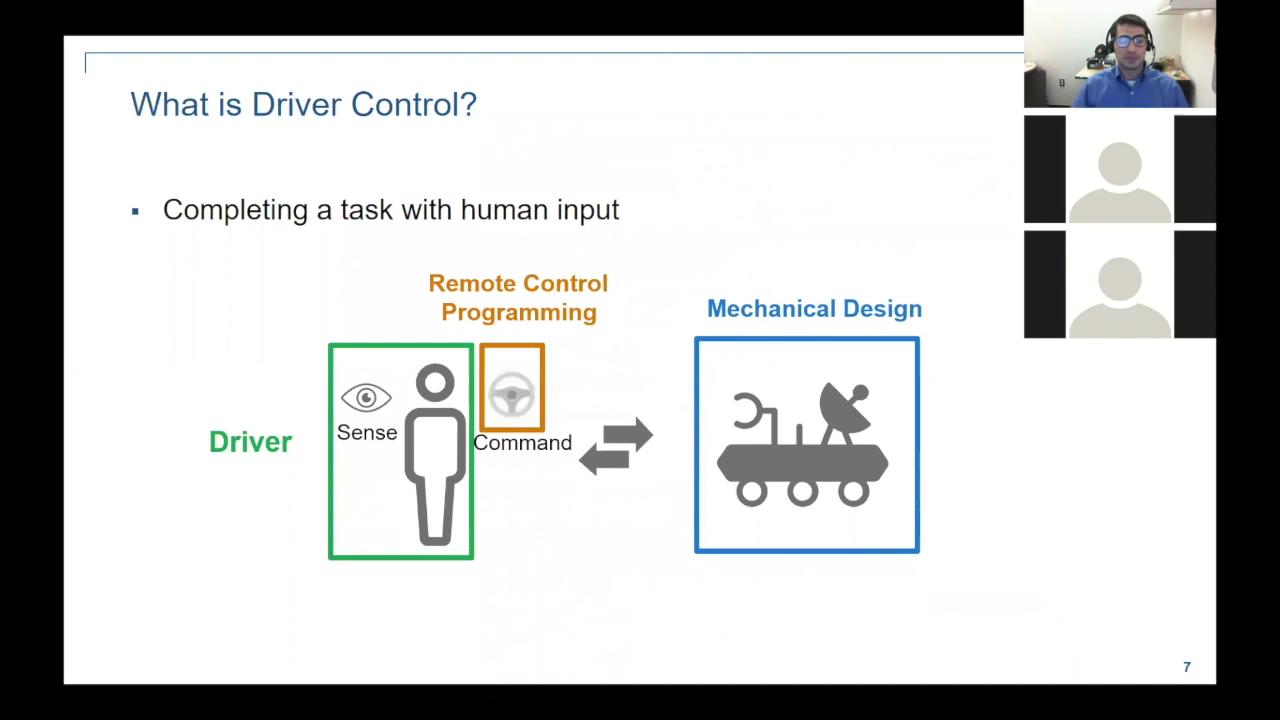 What is Driver Control?
Completing a task with human input
Remote Control
Programming
Mechanical Design
Driver
Sense
Command
7